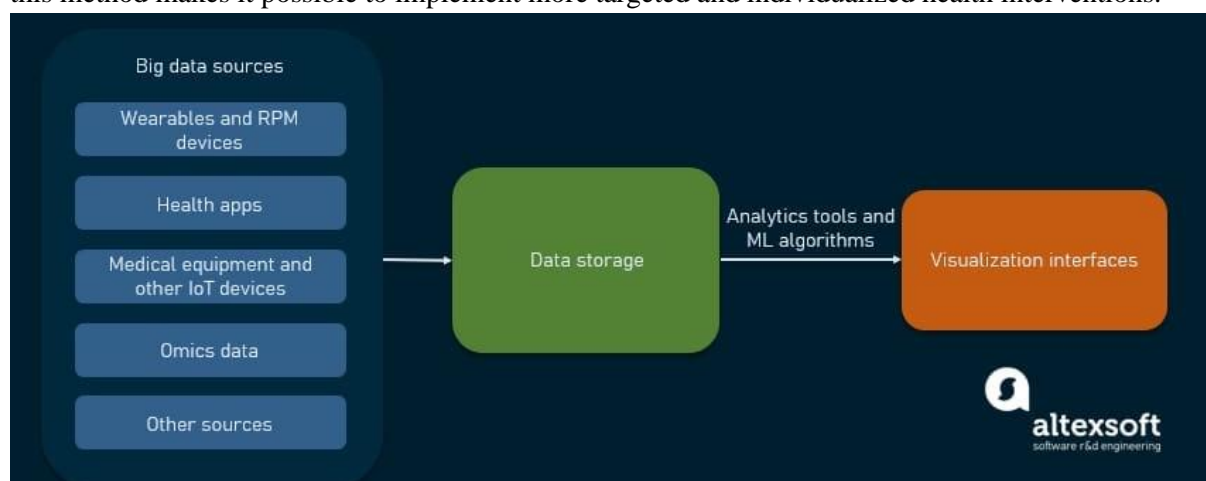 this method makes it possible to implement more targeted and individualized health interventions.
Big data sources
Wearables and RPM
devices
Health apps
Medical equipment and
other IoT devices
Omics data
Other sources
Data storage
Analytics tools and
ML algorithms
Visualization interfaces
altexsoft
software r&d engineering